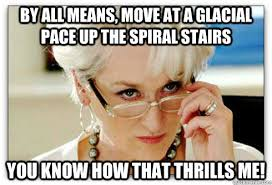 BY ALL MEANS, MOVE AT A GLACIAL
PACE UP THE SPIRAL STAIRS
YOU KNOW HOW THAT THRILLS ME!